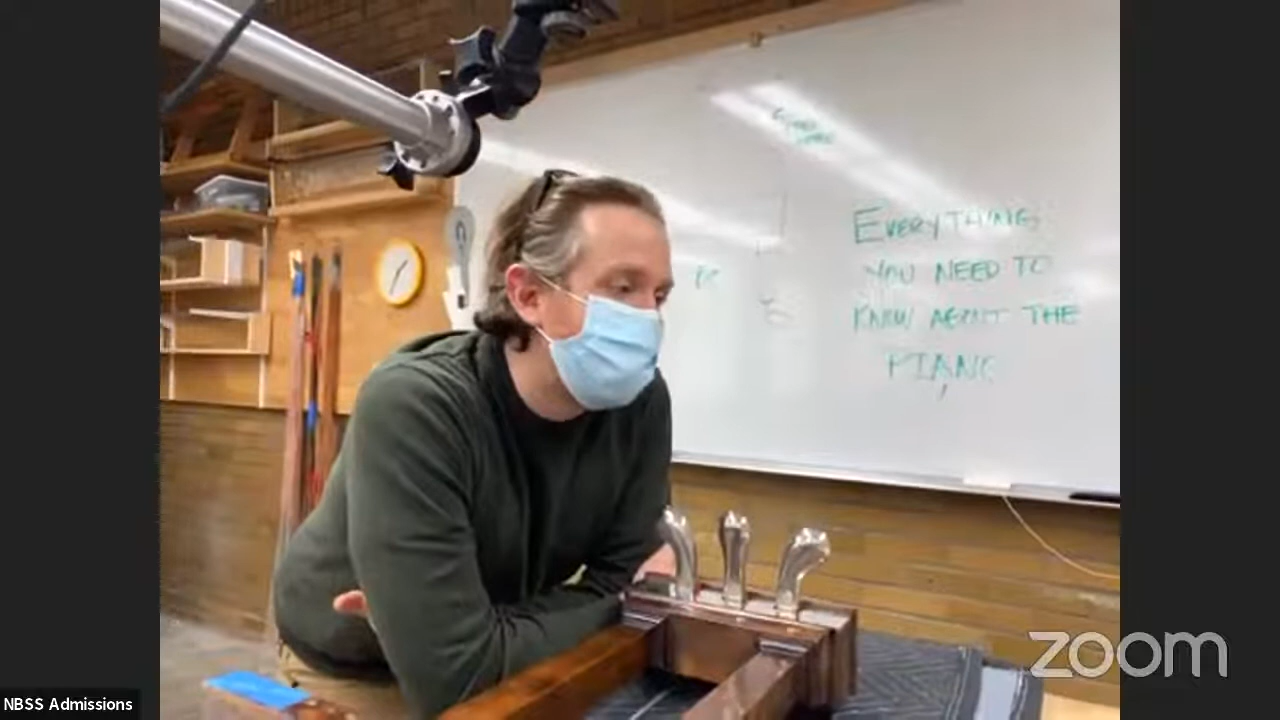 EVERYTHING
YOU NEED TO
KNOW ABOUT THE
PIANO
zoom
NBSS Admissions